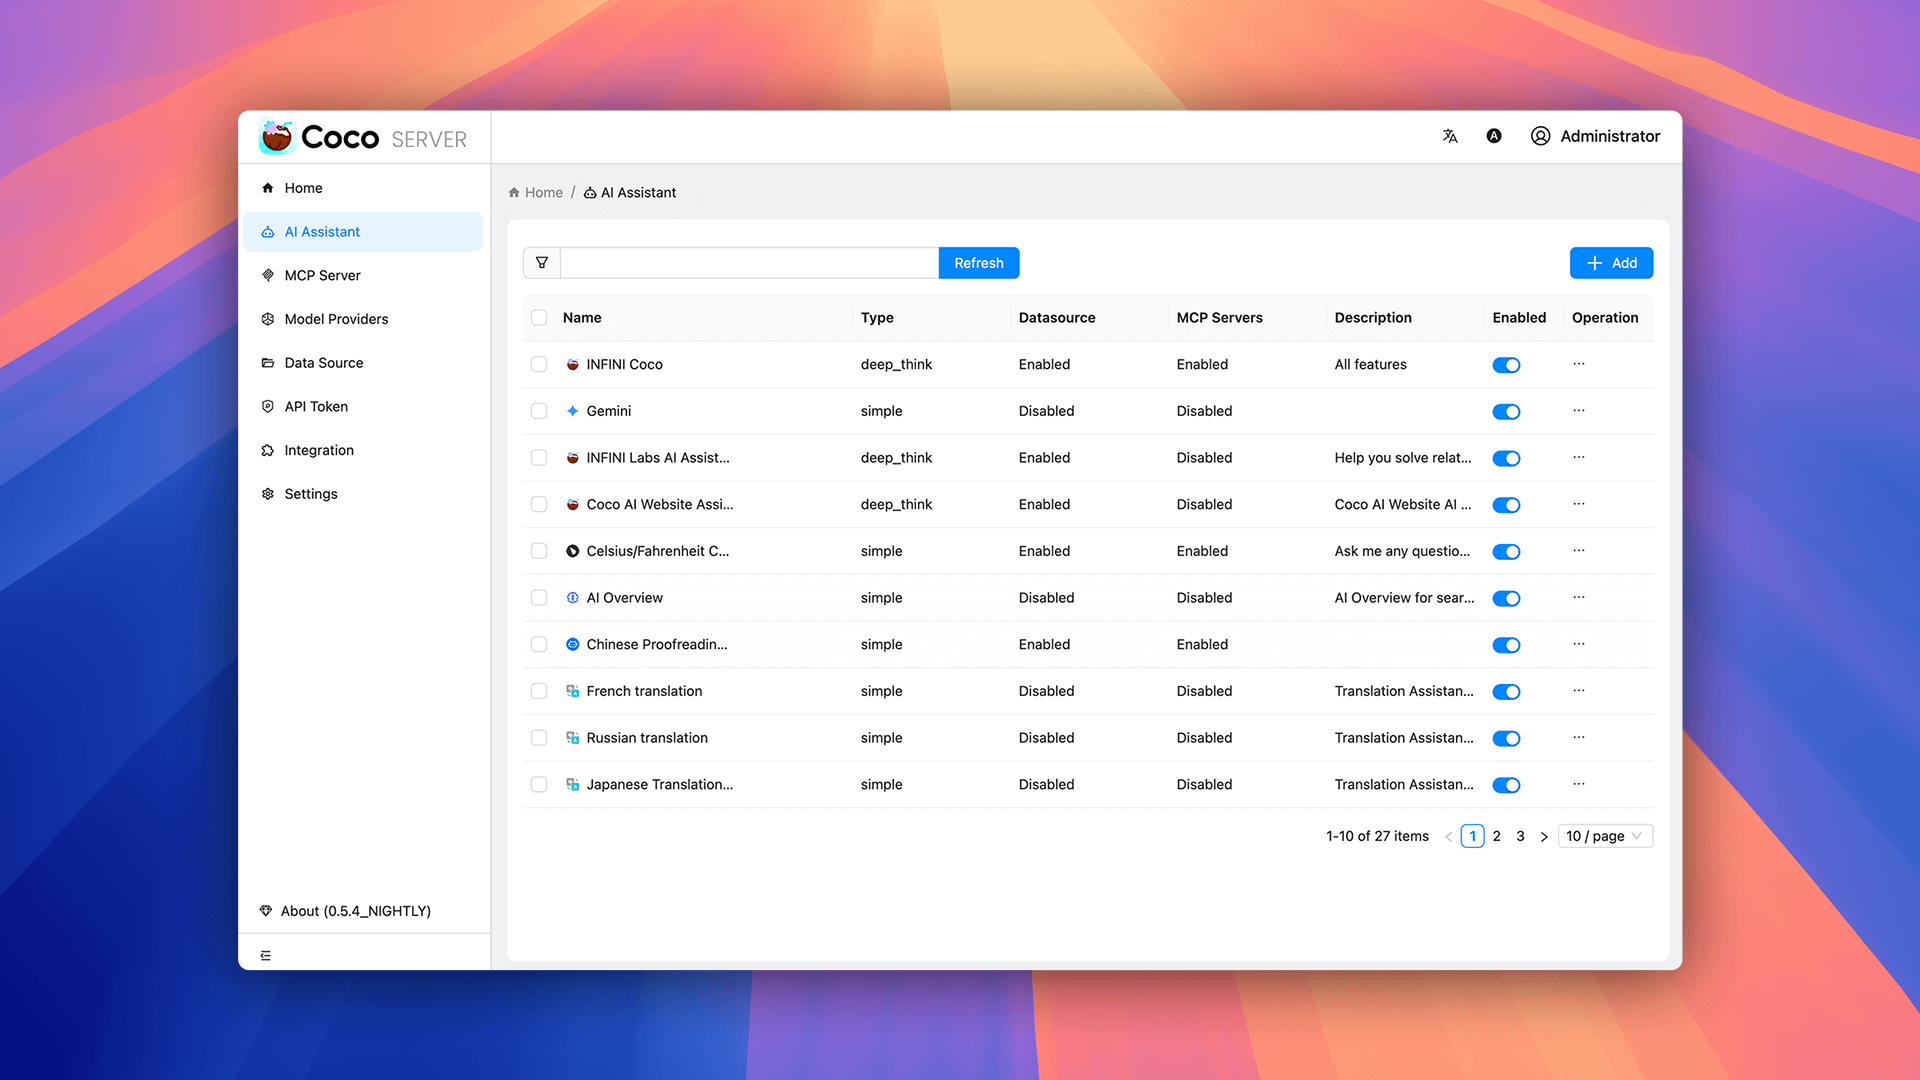 Coco SERVER
Administrator
Home
AI Assistant
MCP Server
Model Providers
Data Source
API Token
Integration
Settings
About (0.5.4_NIGHTLY)
Home / AI Assistant
Refresh
Add
Name Type Datasource MCP Servers Description Enabled Operation
INFINI Coco deep_think Enabled Enabled All features ...
Gemini simple Disabled Disabled ...
INFINI Labs AI Assist... deep_think Enabled Disabled Help you solve relat... ...
Coco AI Website Assi... deep_think Enabled Disabled Coco AI Website AI ... ...
Celsius/Fahrenheit C... simple Enabled Enabled Ask me any questio... ...
AI Overview simple Disabled Disabled AI Overview for sear... ...
Chinese Proofreadin... simple Enabled Enabled ...
French translation simple Disabled Disabled Translation Assistan... ...
Russian translation simple Disabled Disabled Translation Assistan... ...
Japanese Translation... simple Disabled Disabled Translation Assistan... ...
1-10 of 27 items < 1 2 3 > 10 / page